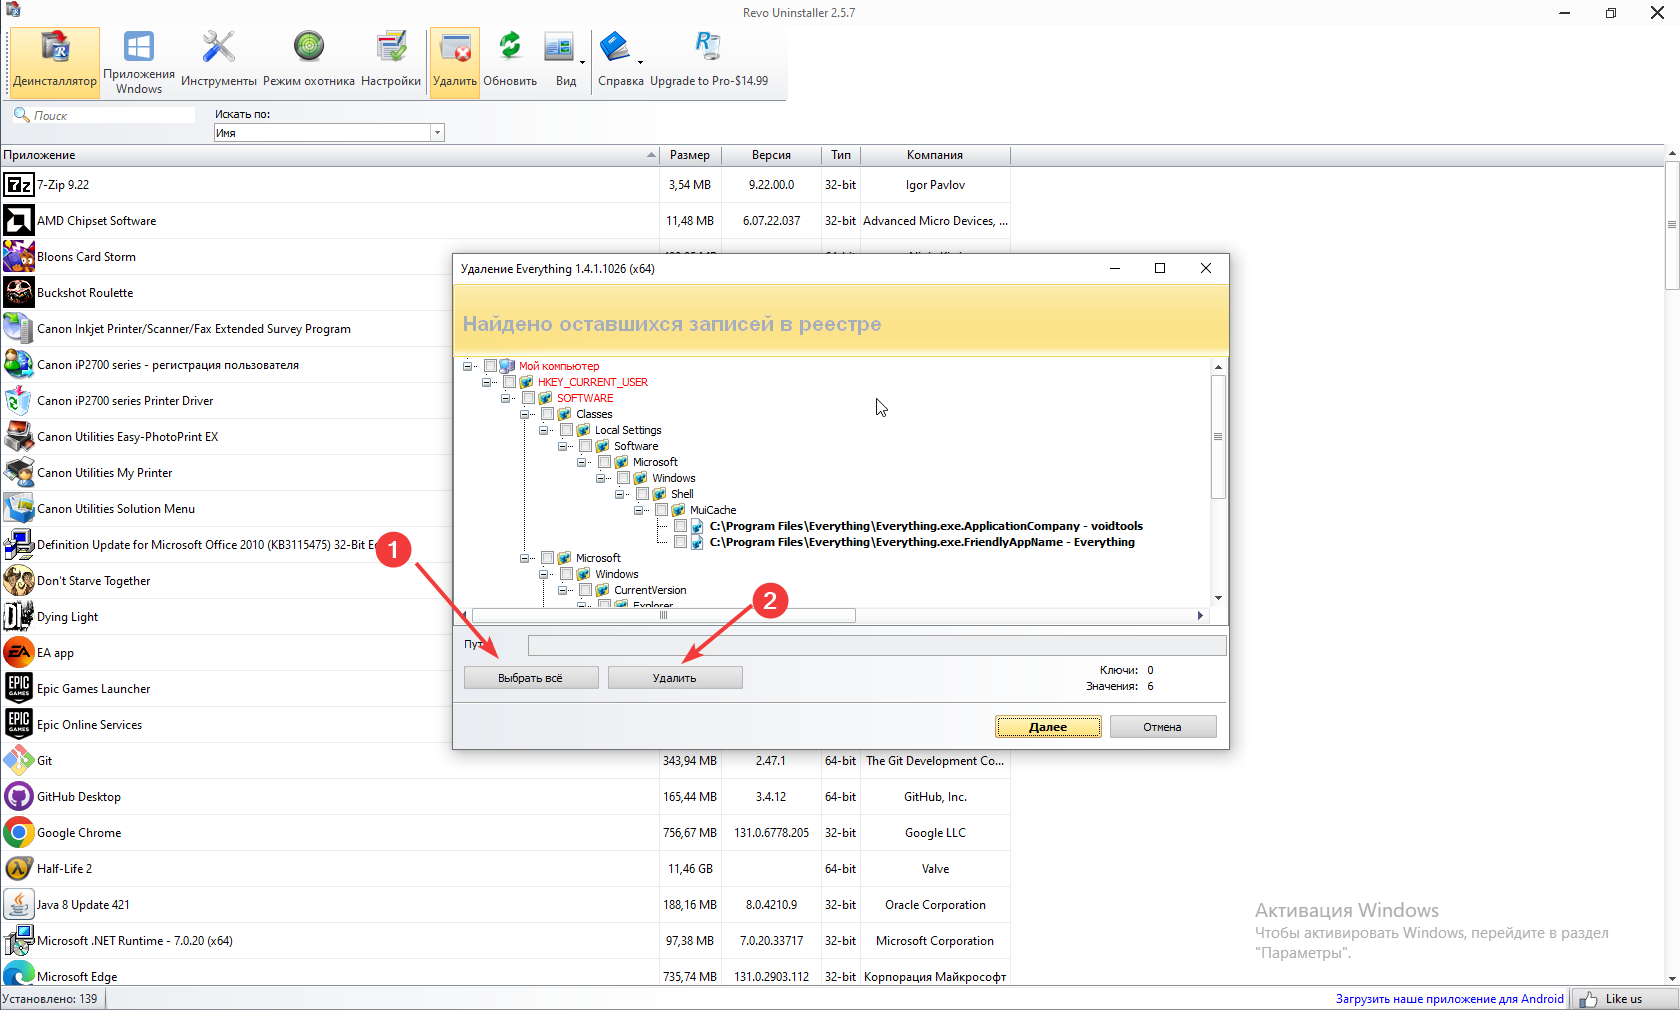 Revo Uninstaller 2.5.7
Деинсталлятор
Приложения Windows
Инструменты
Режим охотника
Настройки
Удалить
Обновить
Вид
Справка
Upgrade to Pro-$14.99
Поиск
Искать по:
Имя
Приложение Размер Версия Тип Компания
7-Zip 9.22 3,54 MB 9.22.00.0 32-bit Igor Pavlov
AMD Chipset Software 11,48 MB 6.07.22.037 32-bit Advanced Micro Devices, ...
Bloons Card Storm
Buckshot Roulette
Canon Inkjet Printer/Scanner/Fax Extended Survey Program
Canon iP2700 series - регистрация пользователя
Canon iP2700 series Printer Driver
Canon Utilities Easy-PhotoPrint EX
Canon Utilities My Printer
Canon Utilities Solution Menu
Definition Update for Microsoft Office 2010 (KB3115475) 32-Bit
Don't Starve Together
Dying Light
EA app
Epic Games Launcher
Epic Online Services
Git 343,94 MB 2.47.1 64-bit The Git Development Co...
GitHub Desktop 165,44 MB 3.4.12 64-bit GitHub, Inc.
Google Chrome 756,67 MB 131.0.6778.205 32-bit Google LLC
Half-Life 2 11,46 GB 64-bit Valve
Java 8 Update 421 188,16 MB 8.0.4210.9 32-bit Oracle Corporation
Microsoft .NET Runtime - 7.0.20 (x64) 97,38 MB 7.0.20.33717 32-bit Microsoft Corporation
Microsoft Edge 735,74 MB 131.0.2903.112 32-bit Корпорация Майкрософт
Удаление Everything 1.4.1.1026 (x64)
Найдено оставшихся записей в реестре
Мой компьютер
HKEY_CURRENT_USER
SOFTWARE
Classes
Local Settings
Software
Microsoft
Windows
Shell
MuiCache
C:\Program Files\Everything\Everything.exe.ApplicationCompany - voidtools
C:\Program Files\Everything\Everything.exe.FriendlyAppName - Everything
Microsoft
Windows
CurrentVersion
Explorer
1
2
Выбрать всё
Удалить
Ключи: 0
Значения: 6
Далее
Отмена
Активация Windows
Чтобы активировать Windows, перейдите в раздел
"Параметры".
Установлено: 139
Загрузить наше приложение для Android
Like us